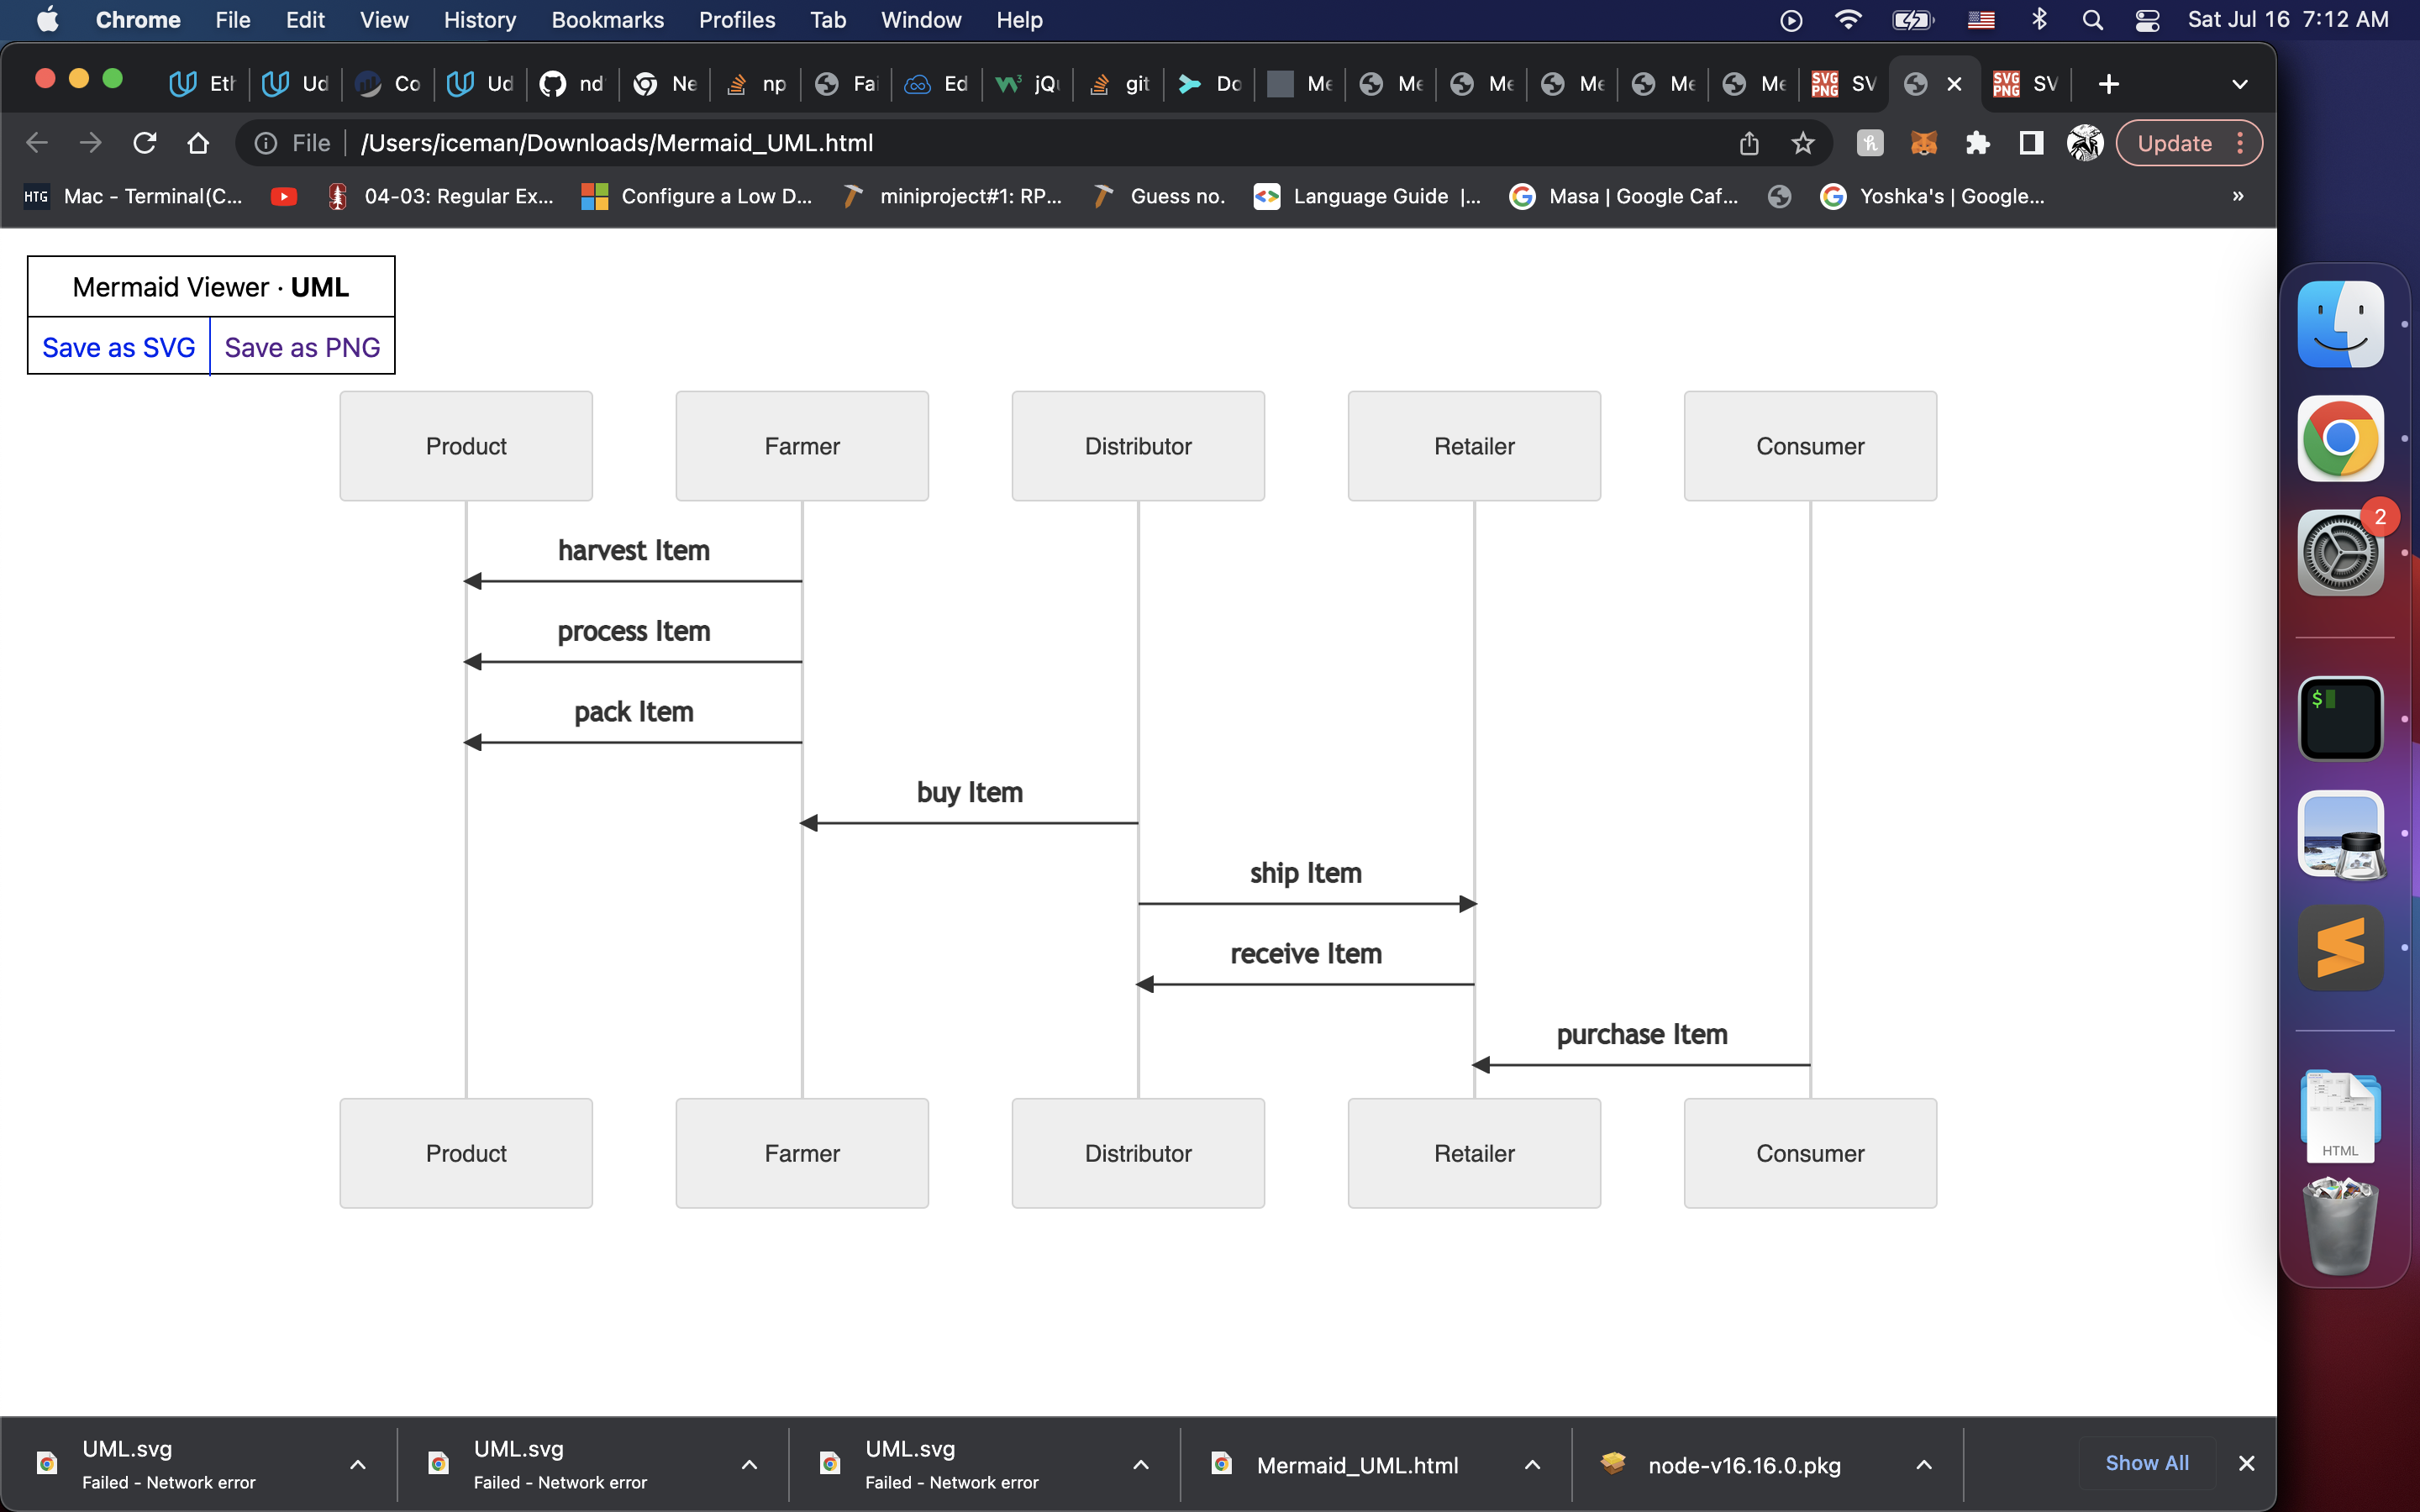 Chrome File Edit View History Bookmarks Profiles Tab Window Help Sat Jul 16 7:12 AM
Eth Ud Co Ud nd Ne np Fai Ed jQ git Do Me Me Me Me Me Me SV SV
File /Users/iceman/Downloads/Mermaid_UML.html Update
HTG Mac - Terminal(C... 04-03: Regular Ex... Configure a Low D... miniproject#1: RP... Guess no. Language Guide |... Masa | Google Caf... Yoshka's | Google... »
Mermaid Viewer · UML
Save as SVG Save as PNG
Product Farmer Distributor Retailer Consumer
harvest Item
process Item
pack Item
buy Item
ship Item
receive Item
purchase Item
Product Farmer Distributor Retailer Consumer
2
$
HTML
UML.svg
Failed - Network error
UML.svg
Failed - Network error
UML.svg
Failed - Network error
Mermaid_UML.html
node-v16.16.0.pkg
Show All